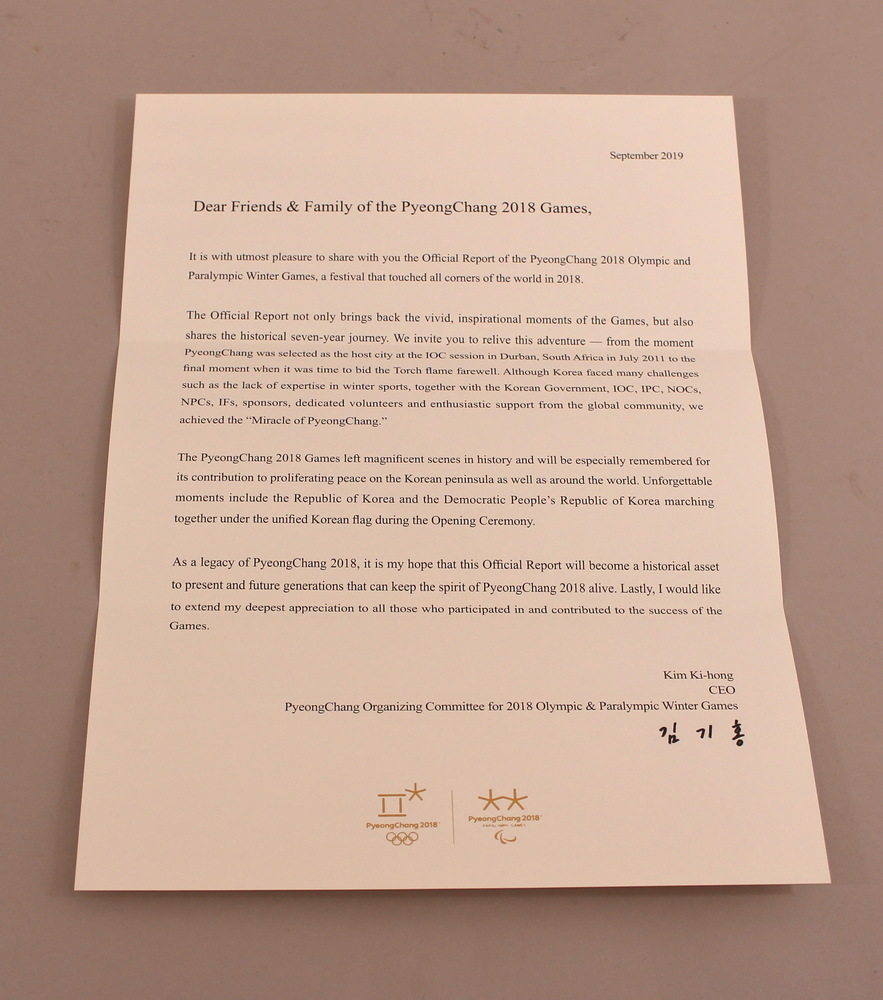 September 2019
Dear Friends & Family of the PyeongChang 2018 Games,
It is with utmost pleasure to share with you the Official Report of the PyeongChang 2018 Olympic and
Paralympic Winter Games, a festival that touched all corners of the world in 2018.
The Official Report not only brings back the vivid, inspirational moments of the Games, but also
shares the historical seven-year journey. We invite you to relive this adventure — from the moment
PyeongChang was selected as the host city at the IOC session in Durban, South Africa in July 2011 to the
final moment when it was time to bid the Torch flame farewell. Although Korea faced many challenges
such as the lack of expertise in winter sports, together with the Korean Government, IOC, IPC, NOCs,
NPCs, IFs, sponsors, dedicated volunteers and enthusiastic support from the global community, we
achieved the “Miracle of PyeongChang.”
The PyeongChang 2018 Games left magnificent scenes in history and will be especially remembered for
its contribution to proliferating peace on the Korean peninsula as well as around the world. Unforgettable
moments include the Republic of Korea and the Democratic People’s Republic of Korea marching
together under the unified Korean flag during the Opening Ceremony.
As a legacy of PyeongChang 2018, it is my hope that this Official Report will become a historical asset
to present and future generations that can keep the spirit of PyeongChang 2018 alive. Lastly, I would like
to extend my deepest appreciation to all those who participated in and contributed to the success of the
Games.
Kim Ki-hong
CEO
PyeongChang Organizing Committee for 2018 Olympic & Paralympic Winter Games
김 기 홍
PyeongChang 2018
PyeongChang 2018
PARALYMPIC GAMES